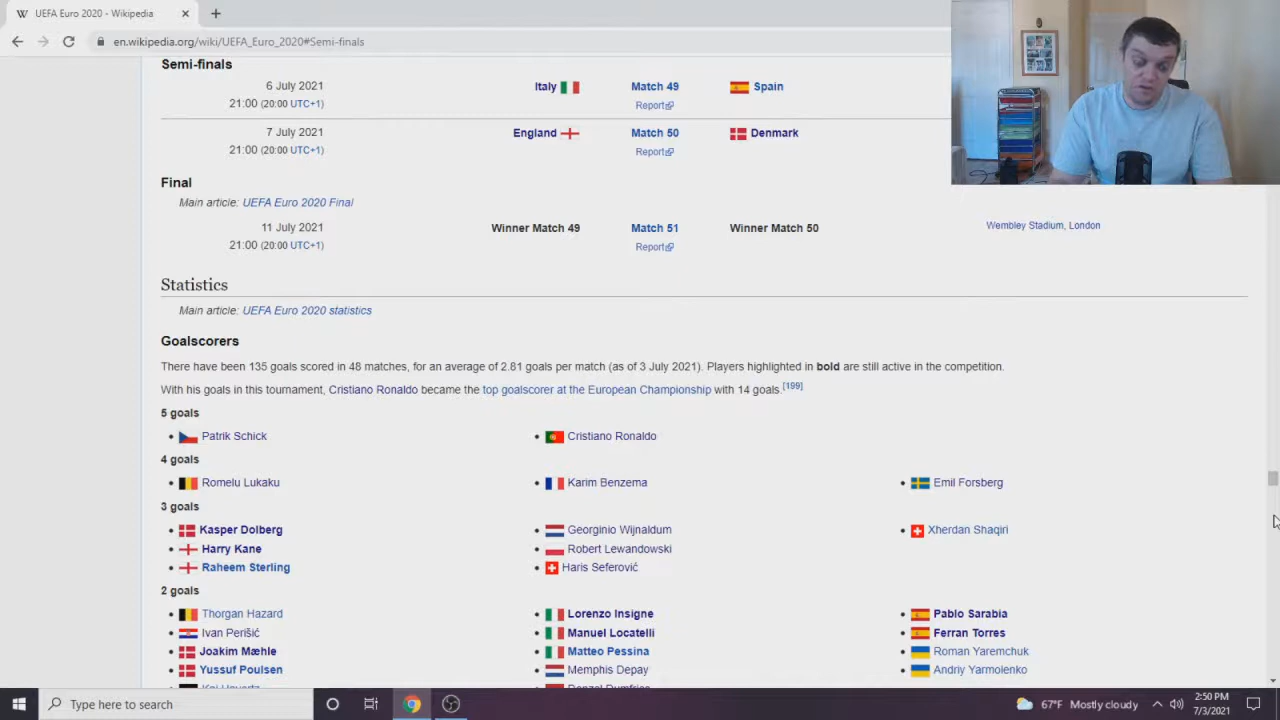 UEFA Euro 2020 - Wikipedia
en.wikipedia.org/wiki/UEFA_Euro_2020#Semi-finals
Semi-finals
6 July 2021
21:00 (20:00 UTC+1)
Italy Match 49 Spain
Report
7 July 2021
21:00 (20:00 UTC+1)
England Match 50 Denmark
Report
Final
Main article: UEFA Euro 2020 Final
11 July 2021
21:00 (20:00 UTC+1)
Winner Match 49 Match 51 Winner Match 50
Report
Wembley Stadium, London
Statistics
Main article: UEFA Euro 2020 statistics
Goalscorers
There have been 135 goals scored in 48 matches, for an average of 2.81 goals per match (as of 3 July 2021). Players highlighted in bold are still active in the competition.
With his goals in this tournament, Cristiano Ronaldo became the top goalscorer at the European Championship with 14 goals.[199]
5 goals
Patrik Schick Cristiano Ronaldo
4 goals
Romelu Lukaku Karim Benzema Emil Forsberg
3 goals
Kasper Dolberg Georginio Wijnaldum Xherdan Shaqiri
Harry Kane Robert Lewandowski
Raheem Sterling Haris Seferović
2 goals
Thorgan Hazard Lorenzo Insigne Pablo Sarabia
Ivan Perišić Manuel Locatelli Ferran Torres
Joakim Mæhle Matteo Pessina Roman Yaremchuk
Yussuf Poulsen Memphis Depay Andriy Yarmolenko
Type here to search
67°F Mostly cloudy
2:50 PM
7/3/2021